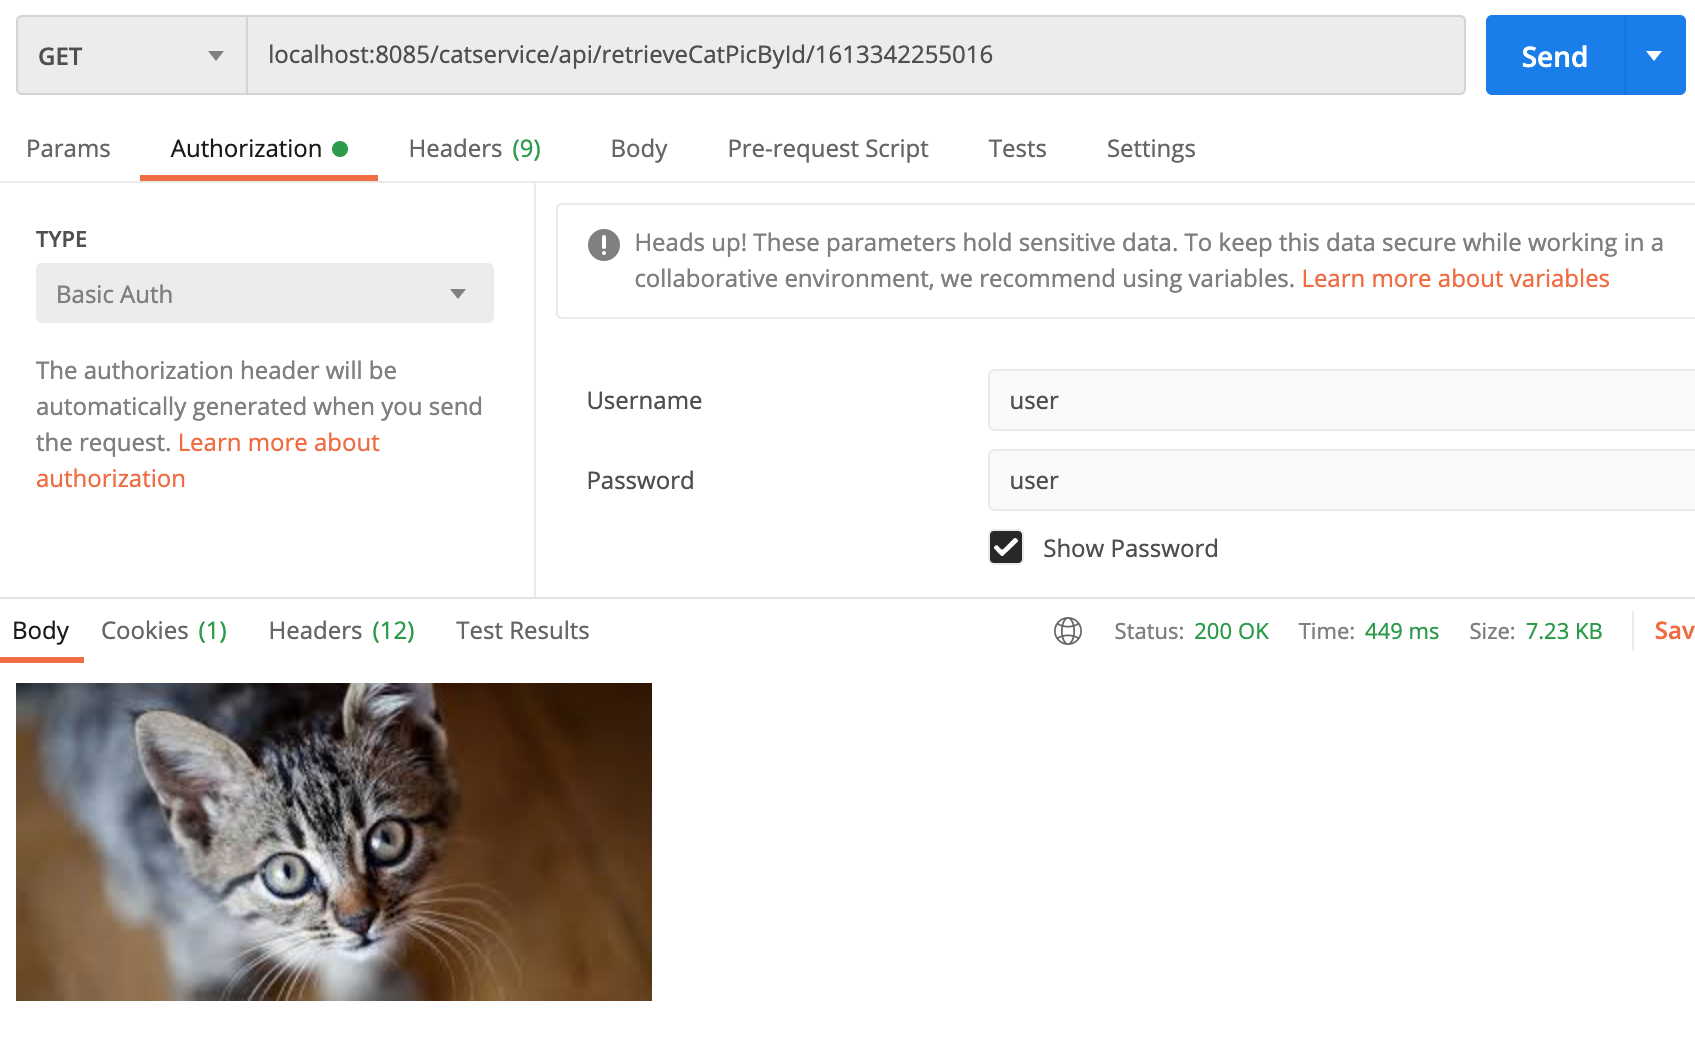 GET localhost:8085/catservice/api/retrieveCatPicById/1613342255016 Send
Params Authorization Headers (9) Body Pre-request Script Tests Settings
TYPE
Basic Auth
The authorization header will be
automatically generated when you send
the request. Learn more about
authorization
Heads up! These parameters hold sensitive data. To keep this data secure while working in a
collaborative environment, we recommend using variables. Learn more about variables
Username user
Password user
Show Password
Body Cookies (1) Headers (12) Test Results Status: 200 OK Time: 449 ms Size: 7.23 KB Sav